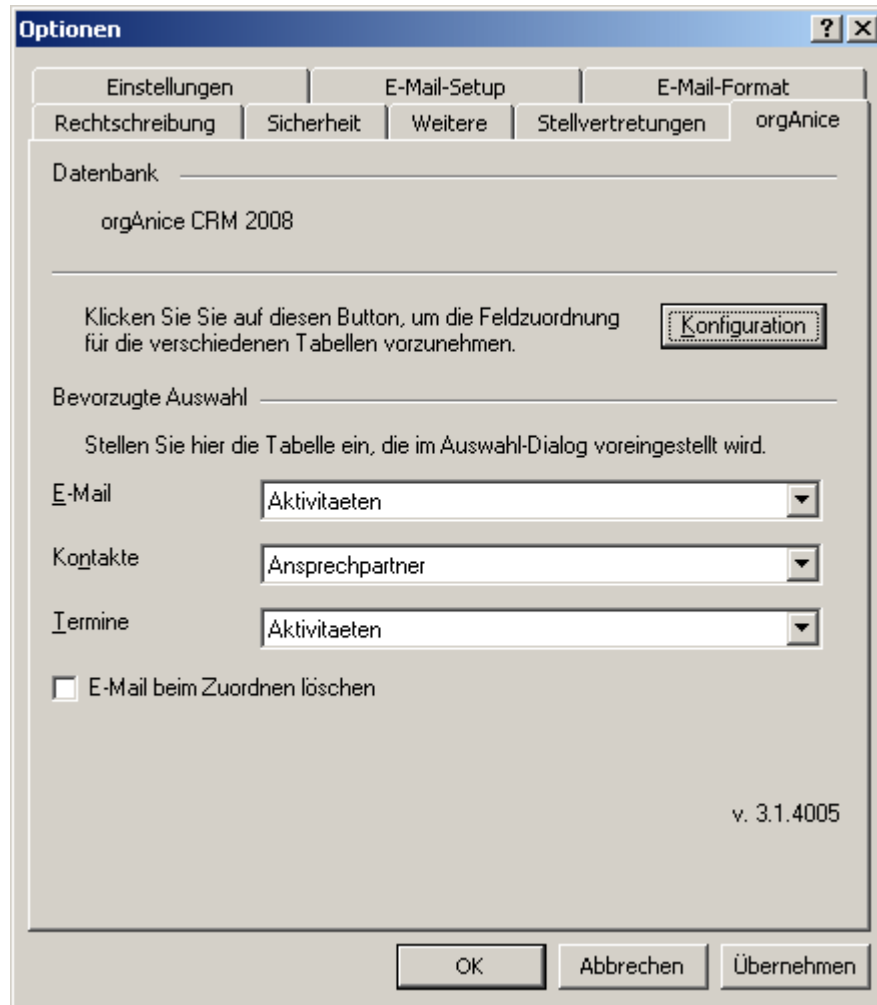 Optionen
Einstellungen E-Mail-Setup E-Mail-Format
Rechtschreibung Sicherheit Weitere Stellvertretungen orgAnice
Datenbank
orgAnice CRM 2008
Klicken Sie Sie auf diesen Button, um die Feldzuordnung
für die verschiedenen Tabellen vorzunehmen.
Konfiguration
Bevorzugte Auswahl
Stellen Sie hier die Tabelle ein, die im Auswahl-Dialog voreingestellt wird.
E-Mail Aktivitaeten
Kontakte Ansprechpartner
Termine Aktivitaeten
E-Mail beim Zuordnen löschen
v. 3.1.4005
OK Abbrechen Übernehmen